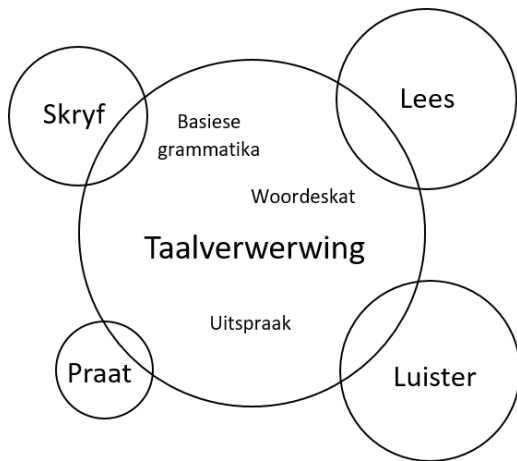 Skryf
Lees
Basiese
grammatika
Woordeskat
Taalverwerwing
Uitspraak
Praat
Luister